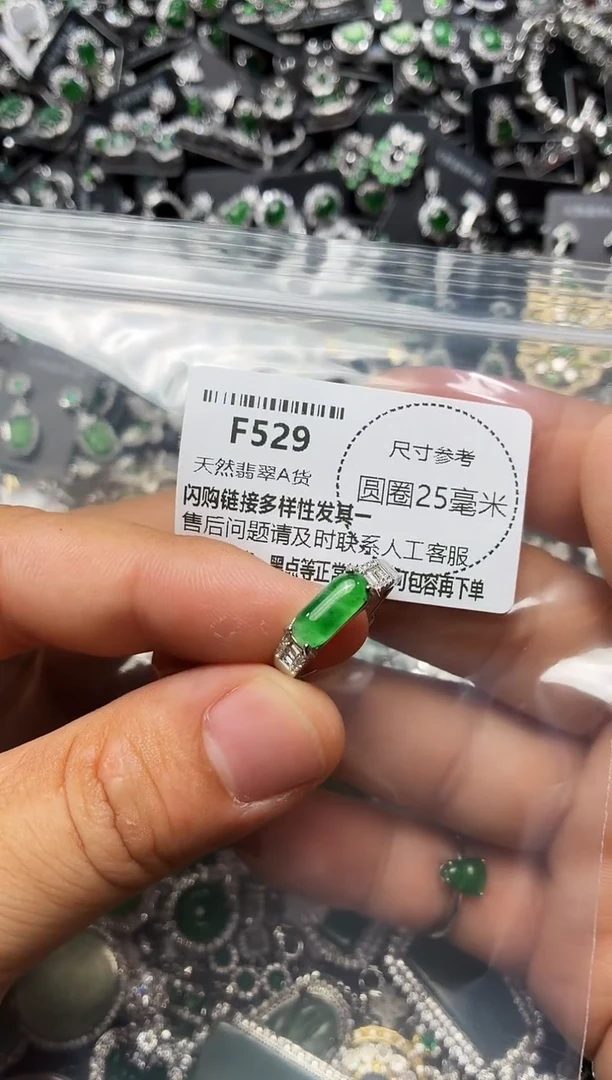 F529
尺寸参考
天然翡翠A货
圆圈25毫米
闪购链接多样性发其一
售后问题请及时联系人工客服
黑点等正常
可包容再下单